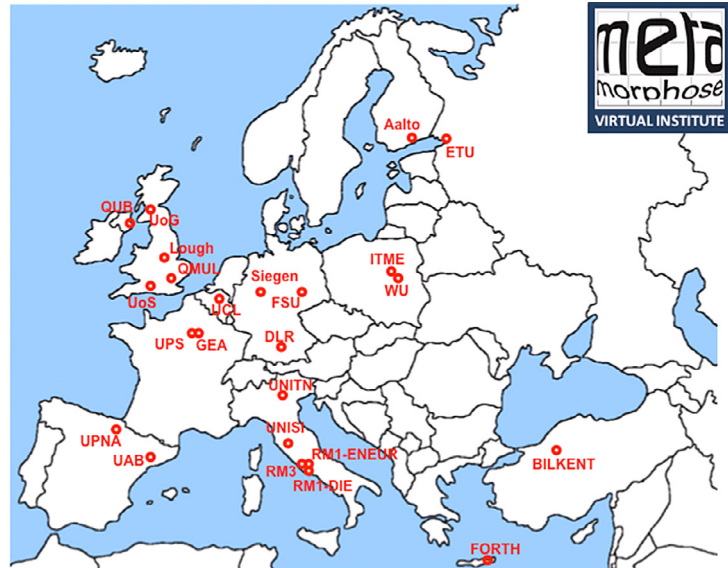 meta
morphose
VIRTUAL INSTITUTE
Aalto
ETU
QUB
UoG
Lough
QMUL
UoS
ITME
WU
Siegen
FSU
UCL
UPS
GEA
DLR
UNITN
UPNA
UAB
UNISI
RM1-ENEUR
RM3
RM1-DIE
BILKENT
FORTH